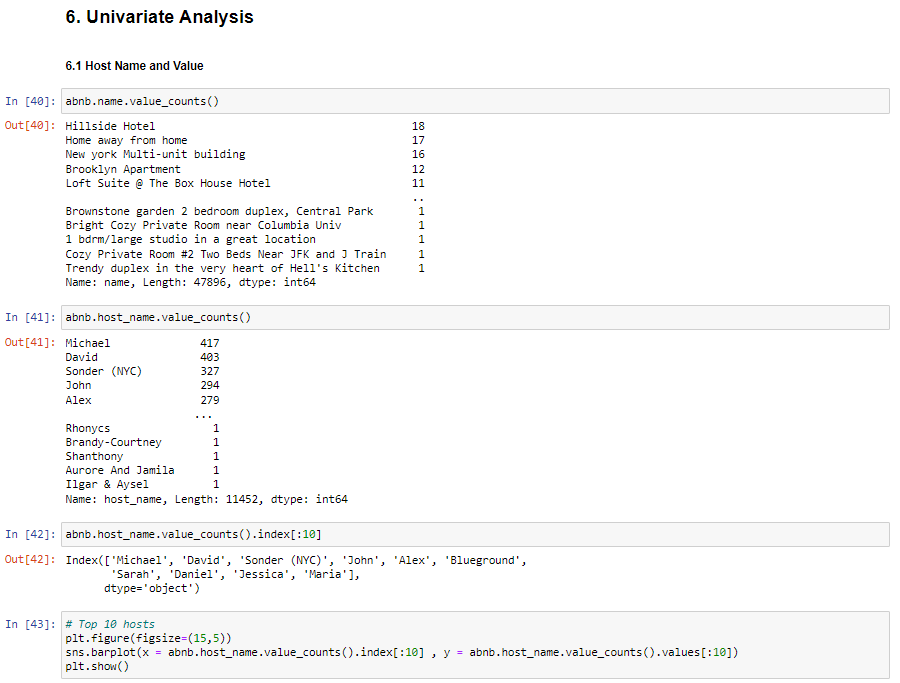 6. Univariate Analysis
6.1 Host Name and Value
In [40]: abnb.name.value_counts()
Out[40]: Hillside Hotel 18
Home away from home 17
New york Multi-unit building 16
Brooklyn Apartment 12
Loft Suite @ The Box House Hotel 11
..
Brownstone garden 2 bedroom duplex, Central Park 1
Bright Cozy Private Room near Columbia Univ 1
1 bdrm/large studio in a great location 1
Cozy Private Room #2 Two Beds Near JFK and J Train 1
Trendy duplex in the very heart of Hell's Kitchen 1
Name: name, Length: 47896, dtype: int64
In [41]: abnb.host_name.value_counts()
Out[41]: Michael 417
David 403
Sonder (NYC) 327
John 294
Alex 279
...
Rhonycs 1
Brandy-Courtney 1
Shanthony 1
Aurore And Jamila 1
Ilgar & Aysel 1
Name: host_name, Length: 11452, dtype: int64
In [42]: abnb.host_name.value_counts().index[:10]
Out[42]: Index(['Michael', 'David', 'Sonder (NYC)', 'John', 'Alex', 'Blueground',
'Sarah', 'Daniel', 'Jessica', 'Maria'],
dtype='object')
In [43]: # Top 10 hosts
plt.figure(figsize=(15,5))
sns.barplot(x = abnb.host_name.value_counts().index[:10] , y = abnb.host_name.value_counts().values[:10])
plt.show()